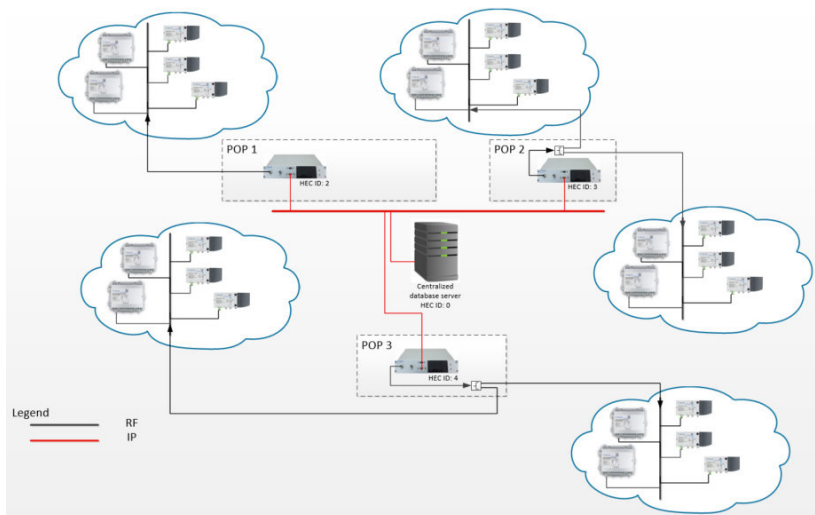 POP 1
HEC ID: 2
POP 2
HEC ID: 3
Centralized
database server
HEC ID: 0
POP 3
HEC ID: 4
Legend
RF
IP